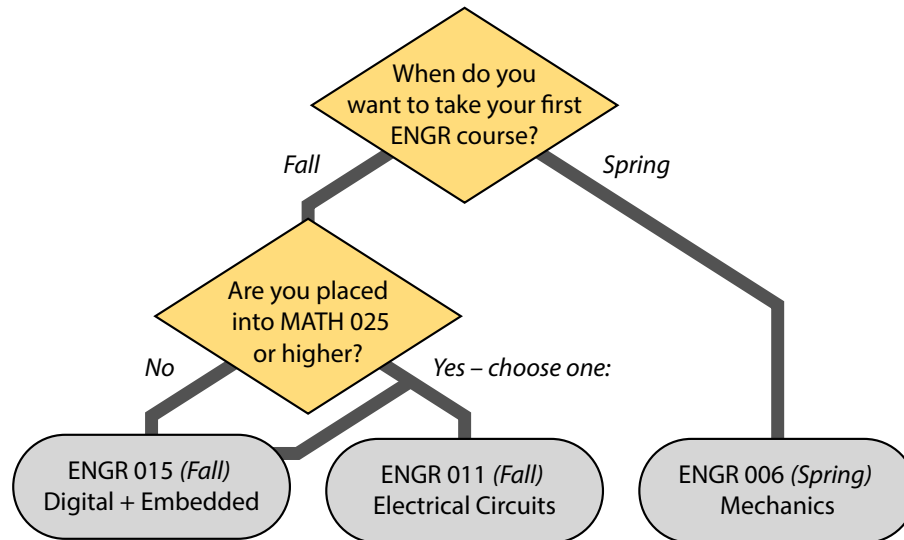 When do you
want to take your first
ENGR course?
Fall
Spring
Are you placed
into MATH 025
or higher?
No
Yes – choose one:
ENGR 015 (Fall)
Digital + Embedded
ENGR 011 (Fall)
Electrical Circuits
ENGR 006 (Spring)
Mechanics